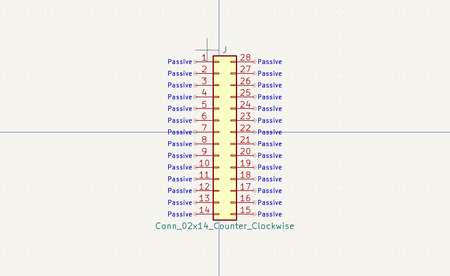 J
Passive 1 28 Passive
Passive 2 27 Passive
Passive 3 26 Passive
Passive 4 25 Passive
Passive 5 24 Passive
Passive 6 23 Passive
Passive 7 22 Passive
Passive 8 21 Passive
Passive 9 20 Passive
Passive 10 19 Passive
Passive 11 18 Passive
Passive 12 17 Passive
Passive 13 16 Passive
Passive 14 15 Passive
Conn_02x14_Counter_Clockwise